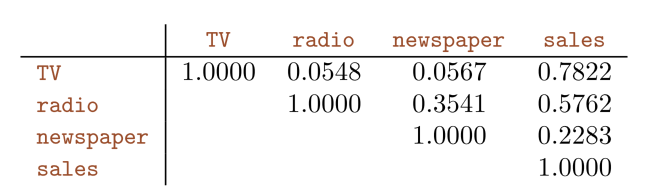 TV radio newspaper sales
TV 1.0000 0.0548 0.0567 0.7822
radio 1.0000 0.3541 0.5762
newspaper 1.0000 0.2283
sales 1.0000